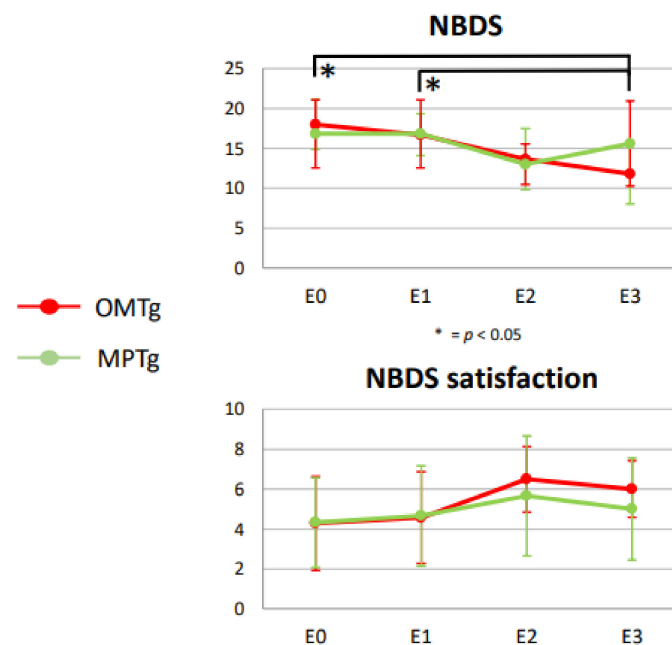 NBDS
25
20
15
10
5
0
*
*
E0 E1 E2 E3
* = p < 0.05
OMTg
MPTg
NBDS satisfaction
10
8
6
4
2
0
E0 E1 E2 E3